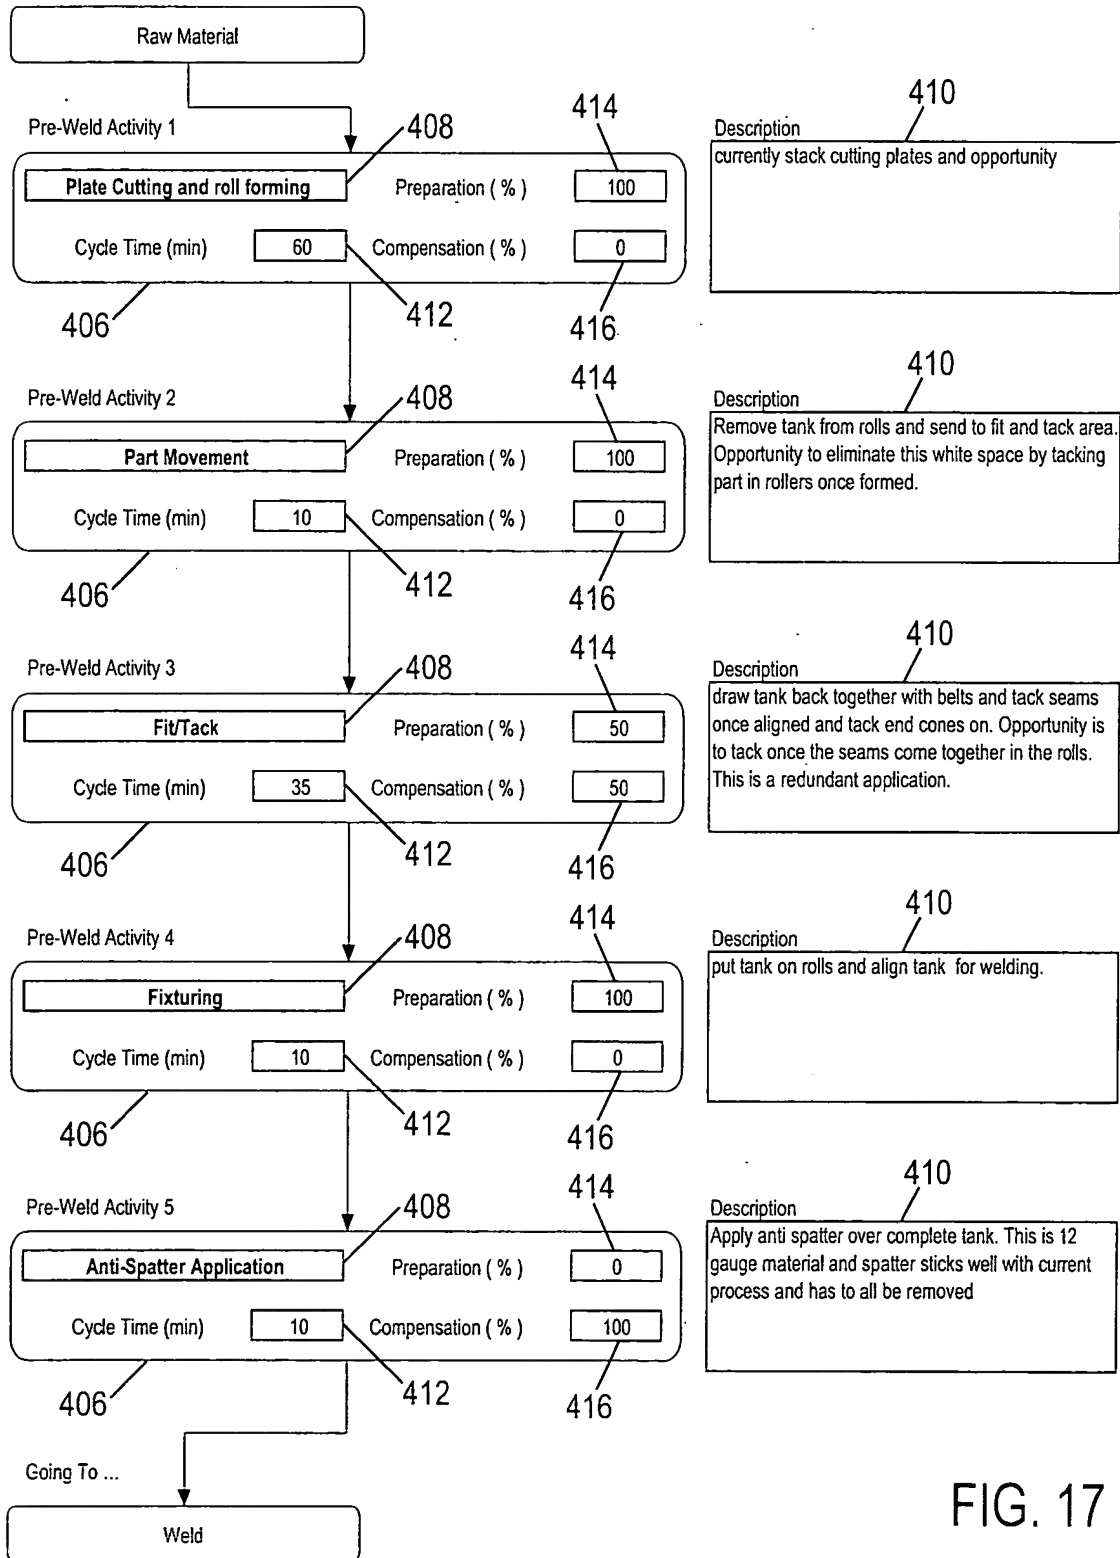 Raw Material
Pre-Weld Activity 1
408
414
410
Description
Plate Cutting and roll forming
Preparation ( % )
100
currently stack cutting plates and opportunity
Cycle Time (min)
60
Compensation ( % )
0
406
412
416
Pre-Weld Activity 2
408
414
410
Description
Part Movement
Preparation ( % )
100
Remove tank from rolls and send to fit and tack area.
Opportunity to eliminate this white space by tacking
part in rollers once formed.
Cycle Time (min)
10
Compensation ( % )
0
406
412
416
Pre-Weld Activity 3
408
414
410
Description
Fit/Tack
Preparation ( % )
50
draw tank back together with belts and tack seams
once aligned and tack end cones on. Opportunity is
to tack once the seams come together in the rolls.
This is a redundant application.
Cycle Time (min)
35
Compensation ( % )
50
406
412
416
Pre-Weld Activity 4
408
414
410
Description
Fixturing
Preparation ( % )
100
put tank on rolls and align tank for welding.
Cycle Time (min)
10
Compensation ( % )
0
406
412
416
Pre-Weld Activity 5
408
414
410
Description
Anti-Spatter Application
Preparation ( % )
0
Apply anti spatter over complete tank. This is 12
gauge material and spatter sticks well with current
process and has to all be removed
Cycle Time (min)
10
Compensation ( % )
100
406
412
416
Going To ...
Weld
FIG. 17